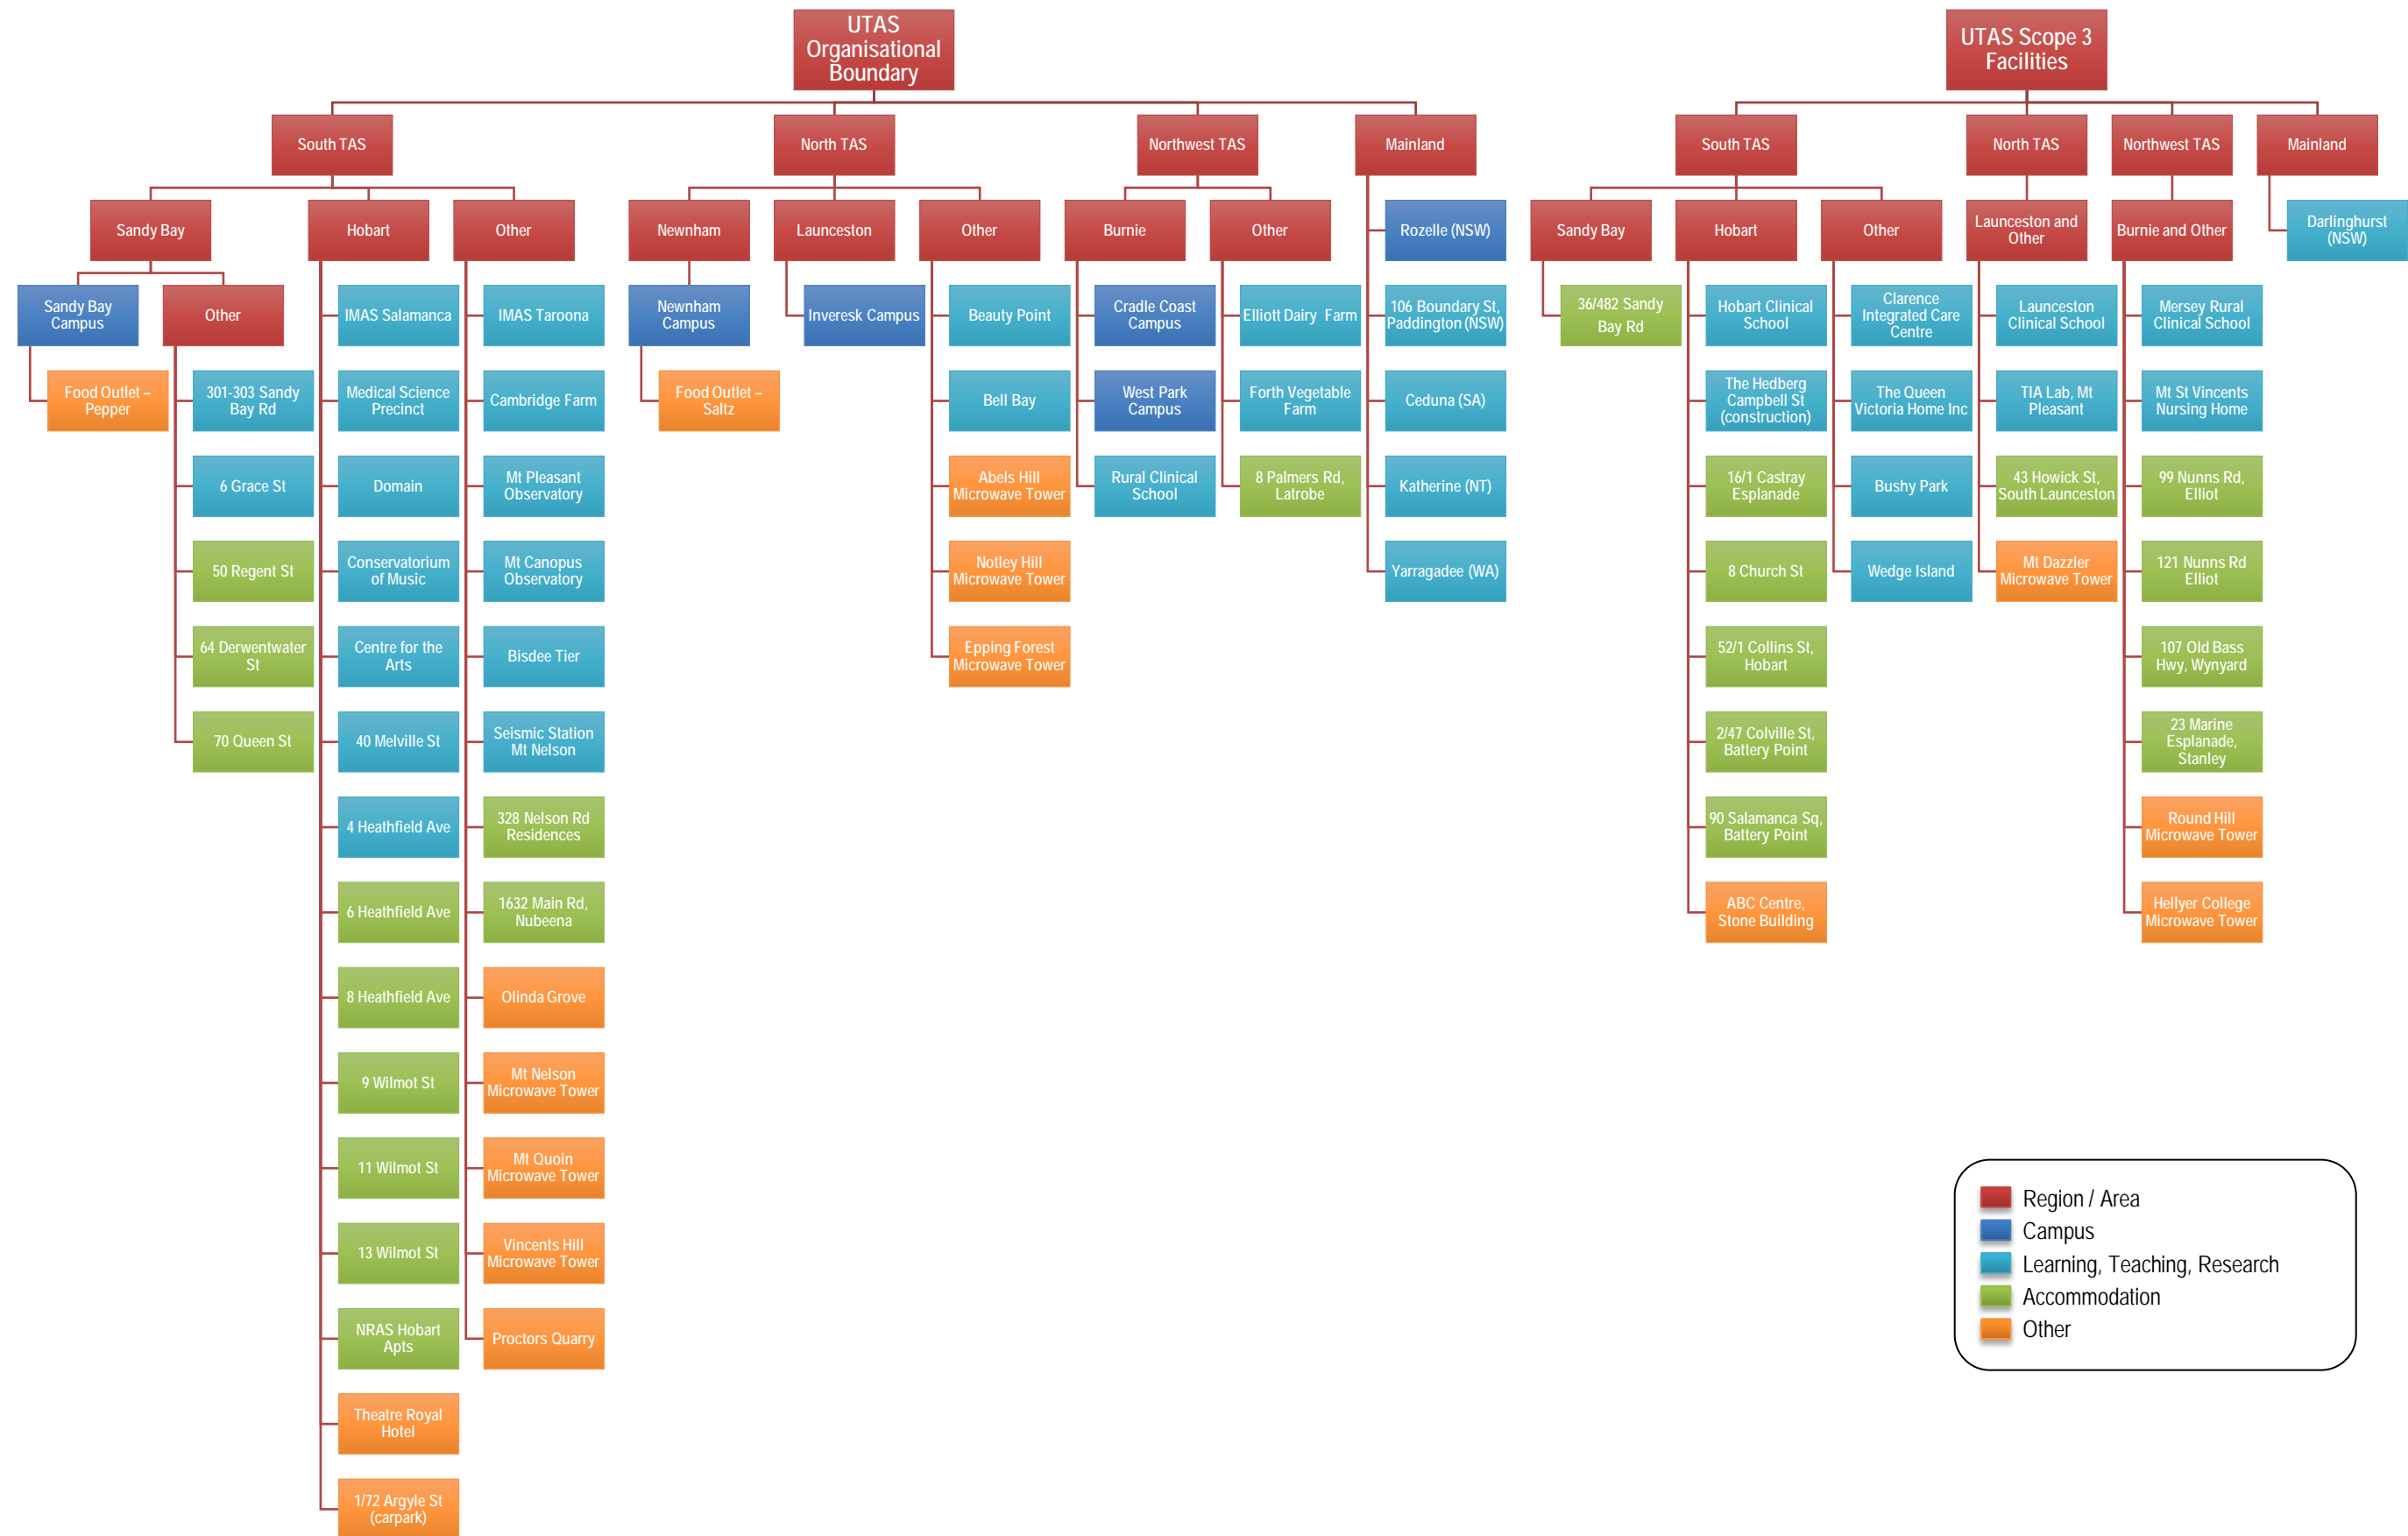 UTAS
Organisational
Boundary
UTAS Scope 3
Facilities
South TAS
North TAS
Northwest TAS
Mainland
South TAS
North TAS
Northwest TAS
Mainland
Sandy Bay
Hobart
Other
Newnham
Launceston
Other
Burnie
Other
Rozelle (NSW)
Sandy Bay
Hobart
Other
Launceston and
Other
Burnie and Other
Darlinghurst
(NSW)
Sandy Bay
Campus
Other
IMAS Salamanca
IMAS Taroona
Newnham
Campus
Inveresk Campus
Beauty Point
Cradle Coast
Campus
Elliott Dairy Farm
106 Boundary St,
Paddington (NSW)
36/482 Sandy
Bay Rd
Hobart Clinical
School
Clarence
Integrated Care
Centre
Launceston
Clinical School
Mersey Rural
Clinical School
Food Outlet –
Pepper
301-303 Sandy
Bay Rd
Medical Science
Precinct
Cambridge Farm
Food Outlet –
Saltz
Bell Bay
West Park
Campus
Forth Vegetable
Farm
Ceduna (SA)
The Hedberg
Campbell St
(construction)
The Queen
Victoria Home Inc
TIA Lab, Mt
Pleasant
Mt St Vincents
Nursing Home
6 Grace St
Domain
Mt Pleasant
Observatory
Abels Hill
Microwave Tower
Rural Clinical
School
8 Palmers Rd,
Latrobe
Katherine (NT)
16/1 Castray
Esplanade
Bushy Park
43 Howick St,
South Launceston
99 Nunns Rd,
Elliot
50 Regent St
Conservatorium
of Music
Mt Canopus
Observatory
Notley Hill
Microwave Tower
Yarragadee (WA)
8 Church St
Wedge Island
Mt Dazzler
Microwave Tower
121 Nunns Rd
Elliot
64 Derwentwater
St
Centre for the
Arts
Bisdee Tier
Epping Forest
Microwave Tower
52/1 Collins St,
Hobart
107 Old Bass
Hwy, Wynyard
70 Queen St
40 Melville St
Seismic Station
Mt Nelson
2/47 Colville St,
Battery Point
23 Marine
Esplanade,
Stanley
4 Heathfield Ave
328 Nelson Rd
Residences
90 Salamanca Sq,
Battery Point
Round Hill
Microwave Tower
6 Heathfield Ave
1632 Main Rd,
Nubeena
ABC Centre,
Stone Building
Hellyer College
Microwave Tower
8 Heathfield Ave
Olinda Grove
9 Wilmot St
Mt Nelson
Microwave Tower
11 Wilmot St
Mt Quoin
Microwave Tower
13 Wilmot St
Vincents Hill
Microwave Tower
NRAS Hobart
Apts
Proctors Quarry
Theatre Royal
Hotel
1/72 Argyle St
(carpark)
Region / Area
Campus
Learning, Teaching, Research
Accommodation
Other